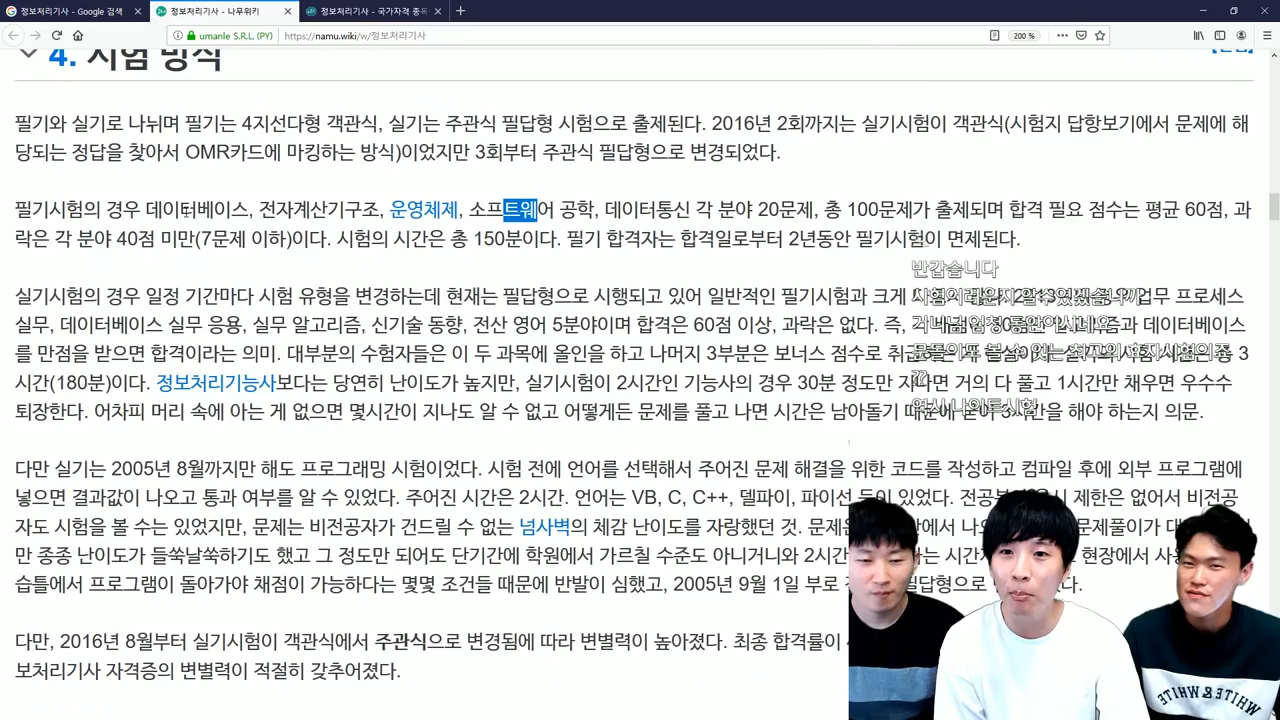 정보처리기사 - Google 검색
정보처리기사 - 나무위키
정보처리기사 - 국가자격 종목
umanle S.R.L. (PY)
https://namu.wiki/w/정보처리기사
200 %
4. 시험 방식
필기와 실기로 나뉘며 필기는 4지선다형 객관식, 실기는 주관식 필답형 시험으로 출제된다. 2016년 2회까지는 실기시험이 객관식(시험지 답항보기에서 문제에 해
당되는 정답을 찾아서 OMR카드에 마킹하는 방식)이었지만 3회부터 주관식 필답형으로 변경되었다.
필기시험의 경우 데이터베이스, 전자계산기구조, 운영체제, 소프트웨어 공학, 데이터통신 각 분야 20문제, 총 100문제가 출제되며 합격 필요 점수는 평균 60점, 과
락은 각 분야 40점 미만(7문제 이하)이다. 시험의 시간은 총 150분이다. 필기 합격자는 합격일로부터 2년동안 필기시험이 면제된다.
반갑습니다
실기시험의 경우 일정 기간마다 시험 유형을 변경하는데 현재는 필답형으로 시행되고 있어 일반적인 필기시험과 크게 업무 프로세스
실무, 데이터베이스 실무 응용, 실무 알고리즘, 신기술 동향, 전산 영어 5분야이며 합격은 60점 이상, 과락은 없다. 즉, 데이터베이스
를 만점을 받으면 합격이라는 의미. 대부분의 수험자들은 이 두 과목에 올인을 하고 나머지 3부분은 보너스 점수로 총 3
시간(180분)이다. 정보처리기능사보다는 당연히 난이도가 높지만, 실기시험이 2시간인 기능사의 경우 30분 정도만 지나면 거의 다 풀고 1시간만 채우면 우수수
퇴장한다. 어차피 머리 속에 아는 게 없으면 몇시간이 지나도 알 수 없고 어떻게든 문제를 풀고 나면 시간은 남아돌기 때문에 해야 하는지 의문.
다만 실기는 2005년 8월까지만 해도 프로그래밍 시험이었다. 시험 전에 언어를 선택해서 주어진 문제 해결을 위한 코드를 작성하고 컴파일 후에 외부 프로그램에
넣으면 결과값이 나오고 통과 여부를 알 수 있었다. 주어진 시간은 2시간. 언어는 VB, C, C++, 델파이, 파이선 등이 있었다. 제한은 없어서 비전공
자도 시험을 볼 수는 있었지만, 문제는 비전공자가 건드릴 수 없는 넘사벽의 체감 난이도를 자랑했던 것. 문제풀이가
만 종종 난이도가 들쑥날쑥하기도 했고 그 정도만 되어도 단기간에 학원에서 가르칠 수준도 아니거니와 2시간 현장에서
습틀에서 프로그램이 돌아가야 채점이 가능하다는 몇몇 조건들 때문에 반발이 심했고, 2005년 9월 1일 부로 필답형으로
다만, 2016년 8월부터 실기시험이 객관식에서 주관식으로 변경됨에 따라 변별력이 높아졌다. 최종 합격률이
보처리기사 자격증의 변별력이 적절히 갖추어졌다.
WHITE&WHITE